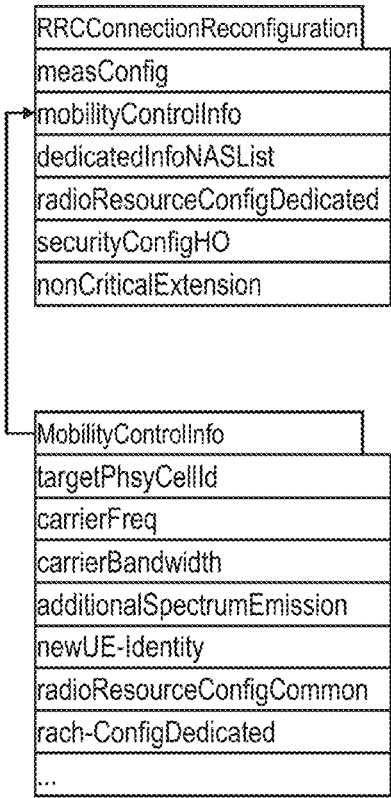 RRCConnectionReconfiguration
measConfig
mobilityControlInfo
dedicatedInfoNASList
radioResourceConfigDedicated
securityConfigHO
nonCriticalExtension
MobilityControlInfo
targetPhsyCellId
carrierFreq
carrierBandwidth
additionalSpectrumEmission
newUE-Identity
radioResourceConfigCommon
rach-ConfigDedicated
...